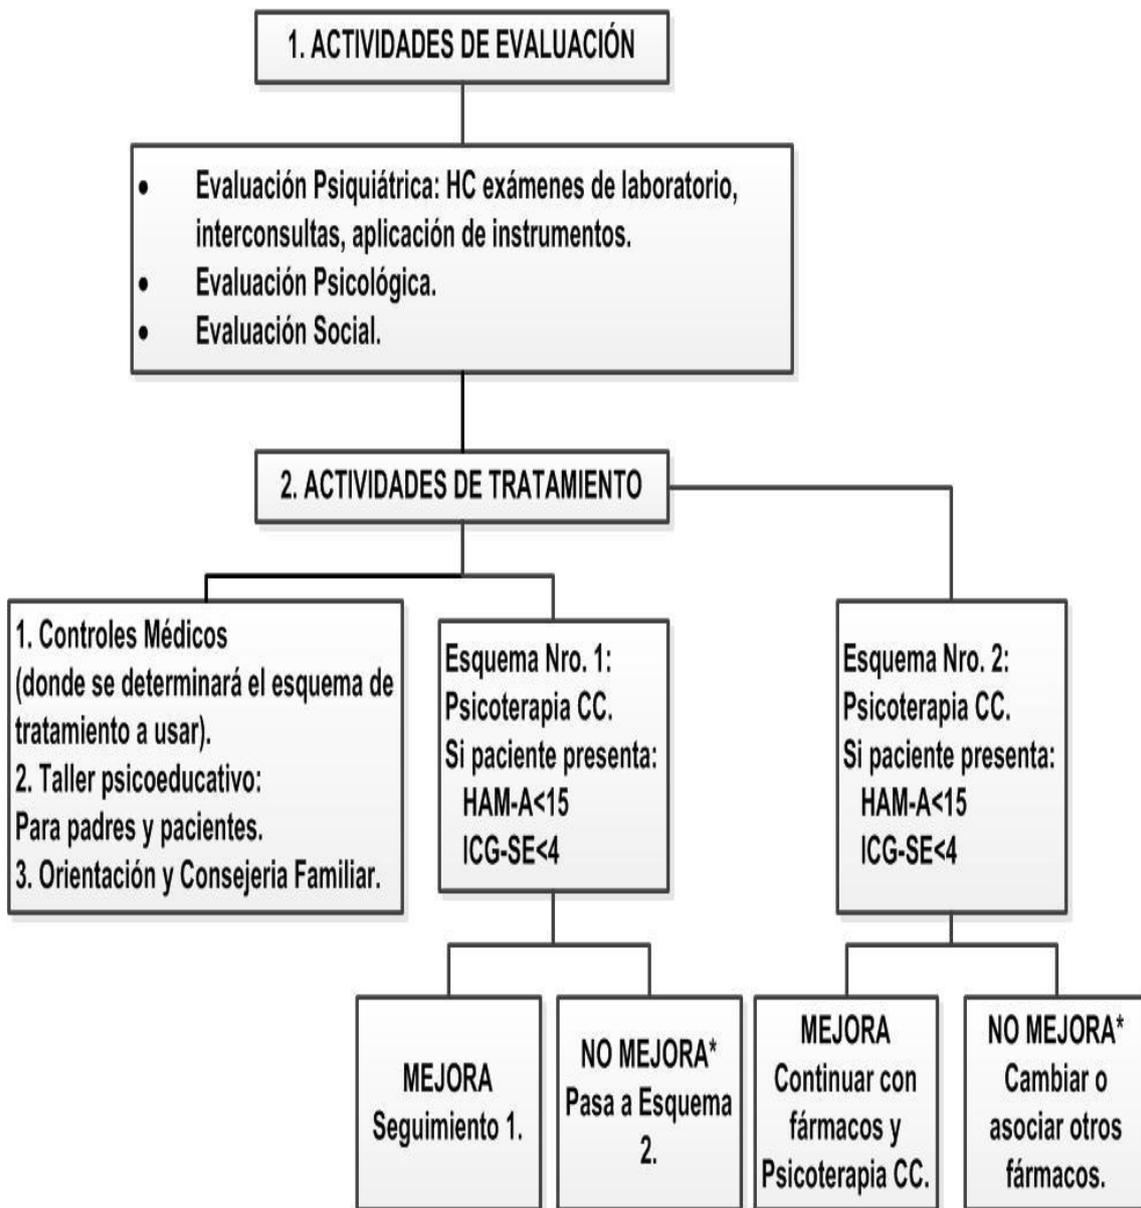 1. ACTIVIDADES DE EVALUACIÓN
• Evaluación Psiquiátrica: HC exámenes de laboratorio,
interconsultas, aplicación de instrumentos.
• Evaluación Psicológica.
• Evaluación Social.
2. ACTIVIDADES DE TRATAMIENTO
1. Controles Médicos
(donde se determinará el esquema de
tratamiento a usar).
2. Taller psicoeducativo:
Para padres y pacientes.
3. Orientación y Consejeria Familiar.
Esquema Nro. 1:
Psicoterapia CC.
Si paciente presenta:
HAM-A<15
ICG-SE<4
Esquema Nro. 2:
Psicoterapia CC.
Si paciente presenta:
HAM-A<15
ICG-SE<4
MEJORA
Seguimiento 1.
NO MEJORA*
Pasa a Esquema
2.
MEJORA
Continuar con
fármacos y
Psicoterapia CC.
NO MEJORA*
Cambiar o
asociar otros
fármacos.